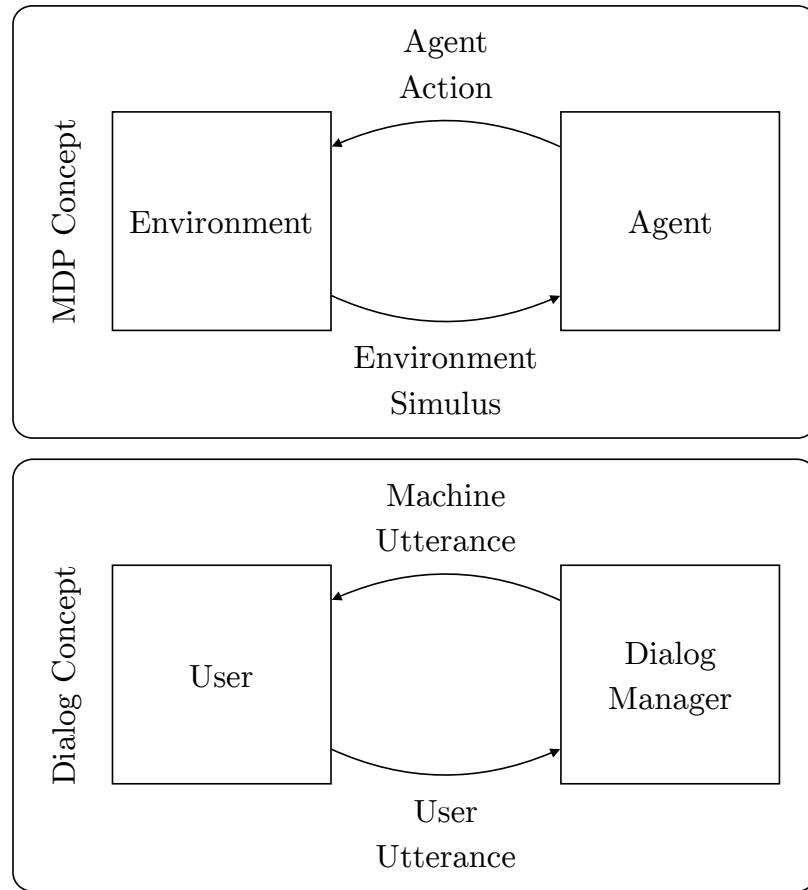 Agent
Action
MDP Concept
Environment
Agent
Environment
Simulus
Machine
Utterance
Dialog Concept
User
Dialog
Manager
User
Utterance